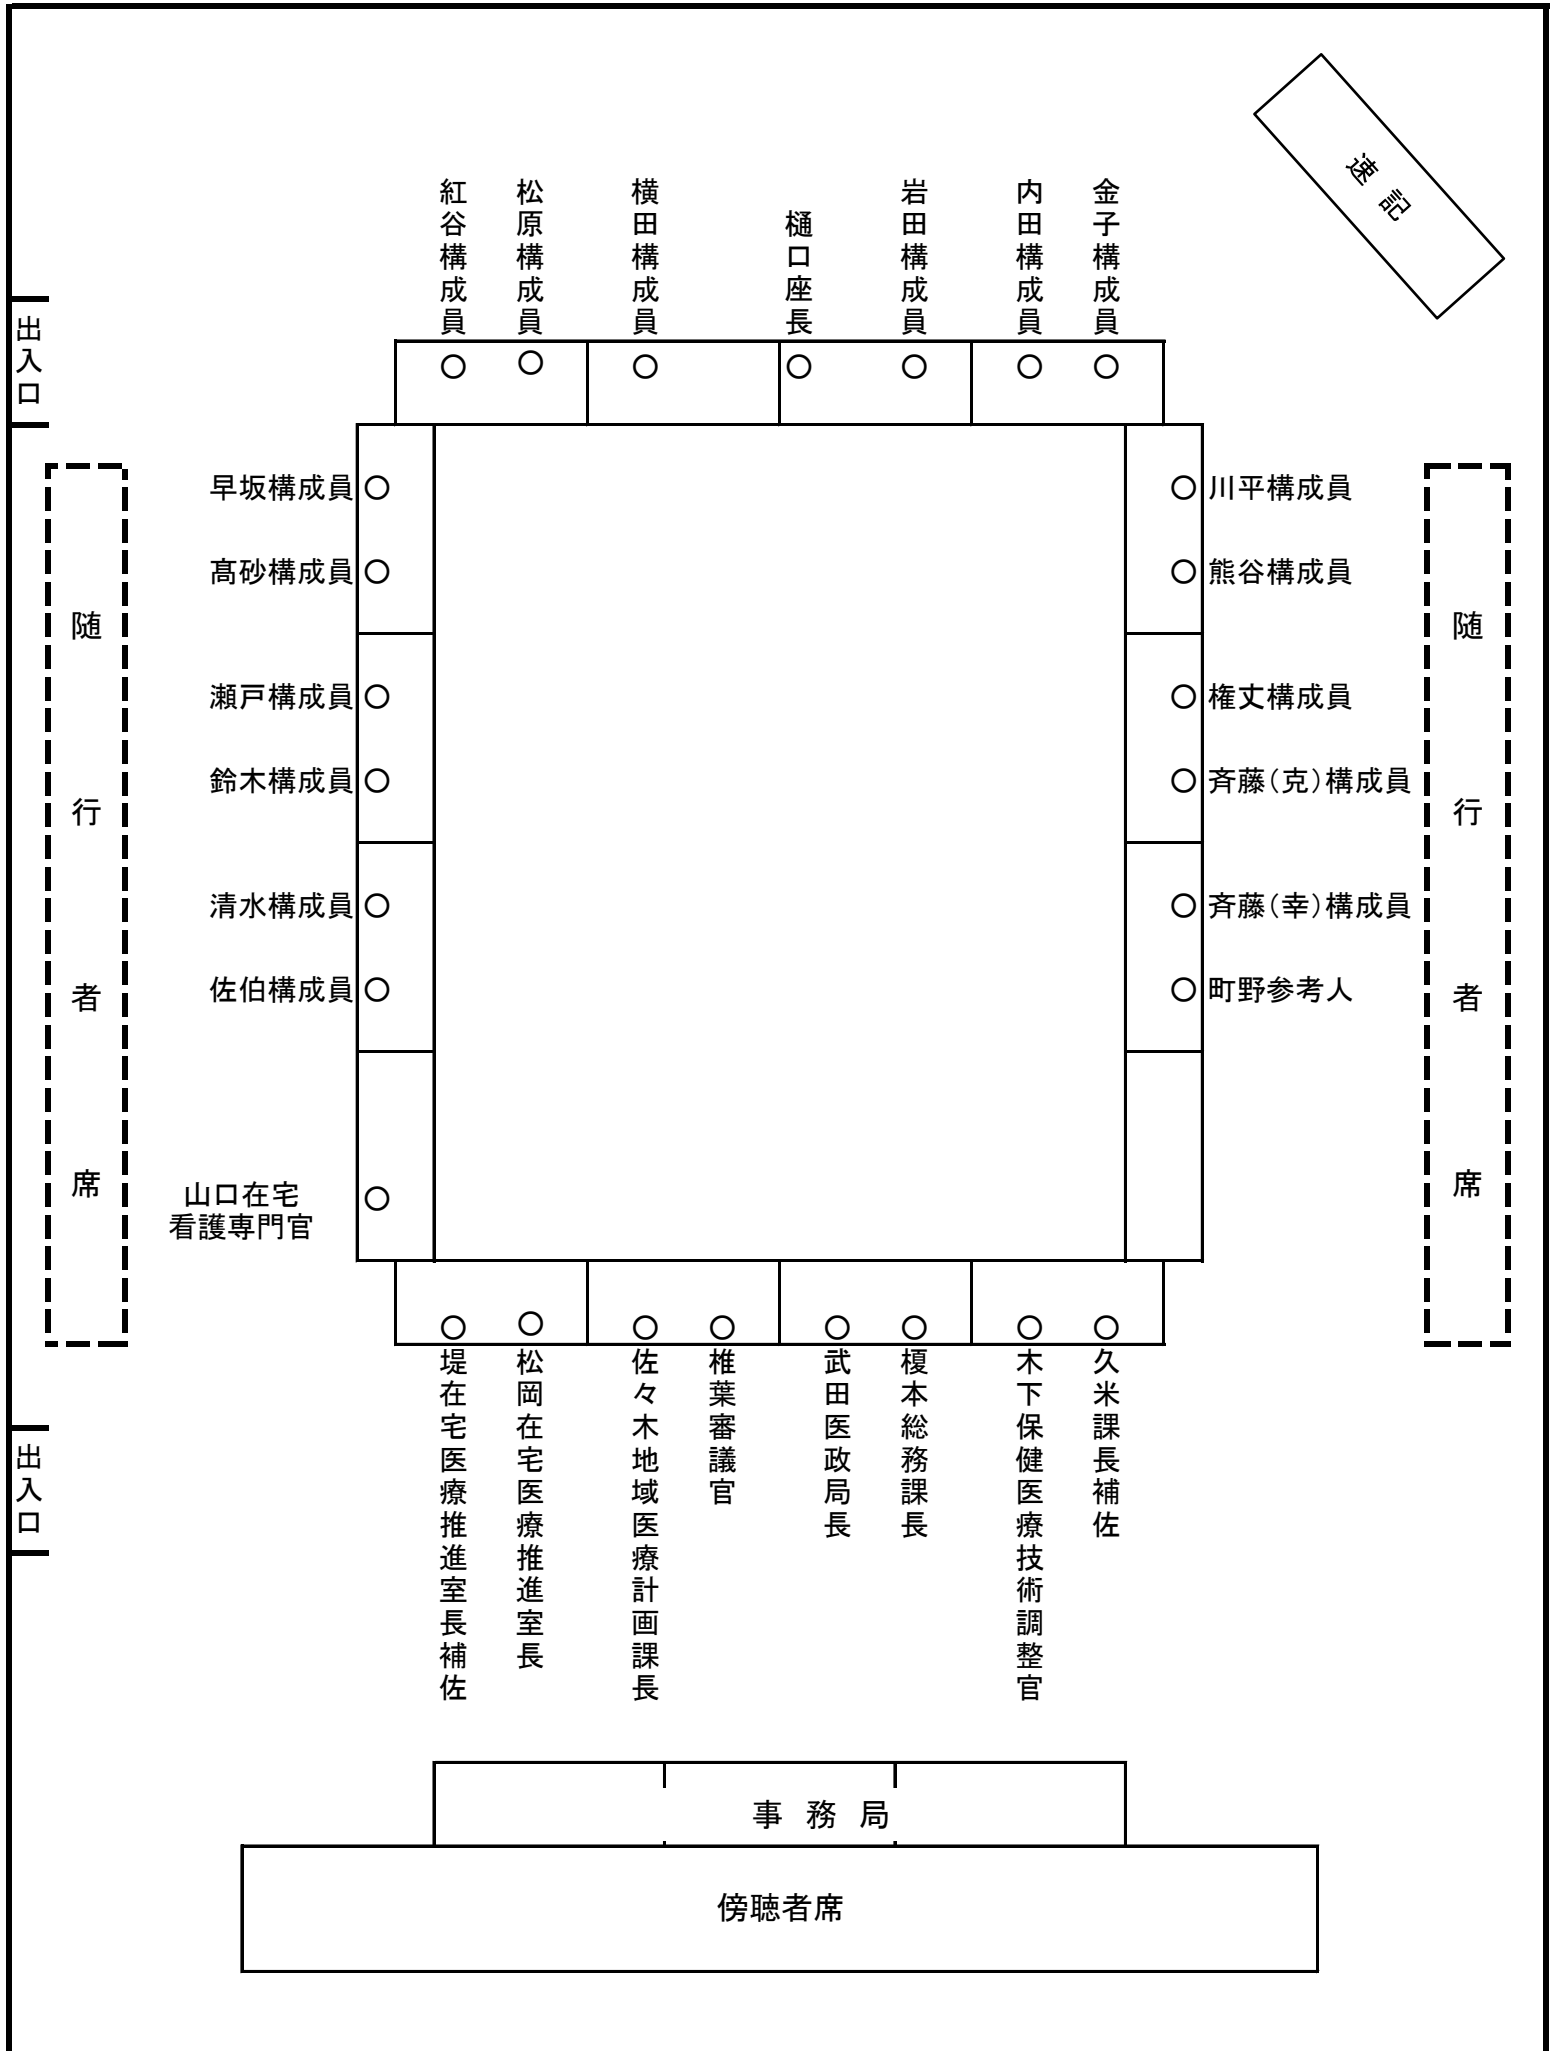 速記
紅谷構成員
松原構成員
横田構成員
樋口座長
岩田構成員
内田構成員
金子構成員
出入口
早坂構成員
髙砂構成員
瀬戸構成員
鈴木構成員
清水構成員
佐伯構成員
山口在宅
看護専門官
川平構成員
熊谷構成員
権丈構成員
斉藤（克）構成員
斉藤（幸）構成員
町野参考人
随行者席
随行者席
出入口
堤在宅医療推進室長補佐
松岡在宅医療推進室長
佐々木地域医療計画課長
椎葉審議官
武田医政局長
榎本総務課長
木下保健医療技術調整官
久米課長補佐
事務局
傍聴者席